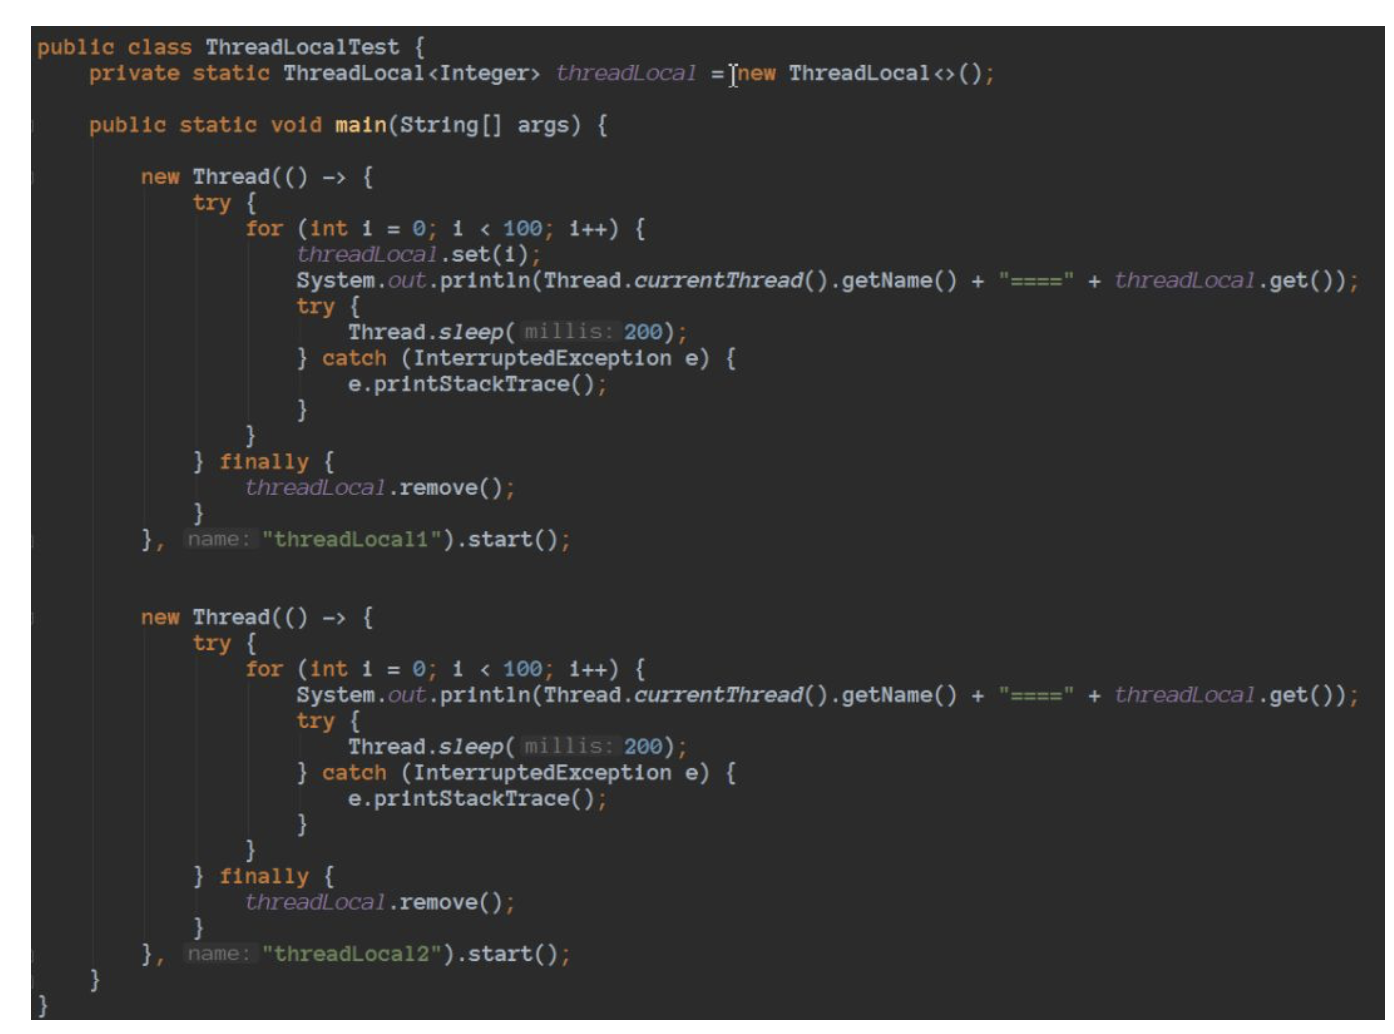 public class ThreadLocalTest {
    private static ThreadLocal<Integer> threadLocal = new ThreadLocal<>();

    public static void main(String[] args) {

        new Thread(() -> {
            try {
                for (int i = 0; i < 100; i++) {
                    threadLocal.set(i);
                    System.out.println(Thread.currentThread().getName() + "====" + threadLocal.get());
                    try {
                        Thread.sleep( millis: 200);
                    } catch (InterruptedException e) {
                        e.printStackTrace();
                    }
                }
            } finally {
                threadLocal.remove();
            }
        }, name: "threadLocal1").start();


        new Thread(() -> {
            try {
                for (int i = 0; i < 100; i++) {
                    System.out.println(Thread.currentThread().getName() + "====" + threadLocal.get());
                    try {
                        Thread.sleep( millis: 200);
                    } catch (InterruptedException e) {
                        e.printStackTrace();
                    }
                }
            } finally {
                threadLocal.remove();
            }
        }, name: "threadLocal2").start();
    }
}